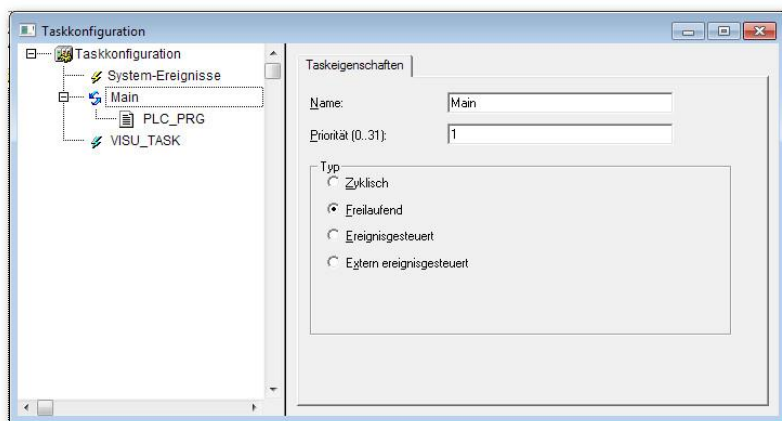 Taskkonfiguration
Taskkonfiguration
System-Ereignisse
Main
PLC_PRG
VISU_TASK
Taskeigenschaften
Name: Main
Priorität (0..31): 1
Typ
Zyklisch
Freilaufend
Ereignisgesteuert
Extern ereignisgesteuert